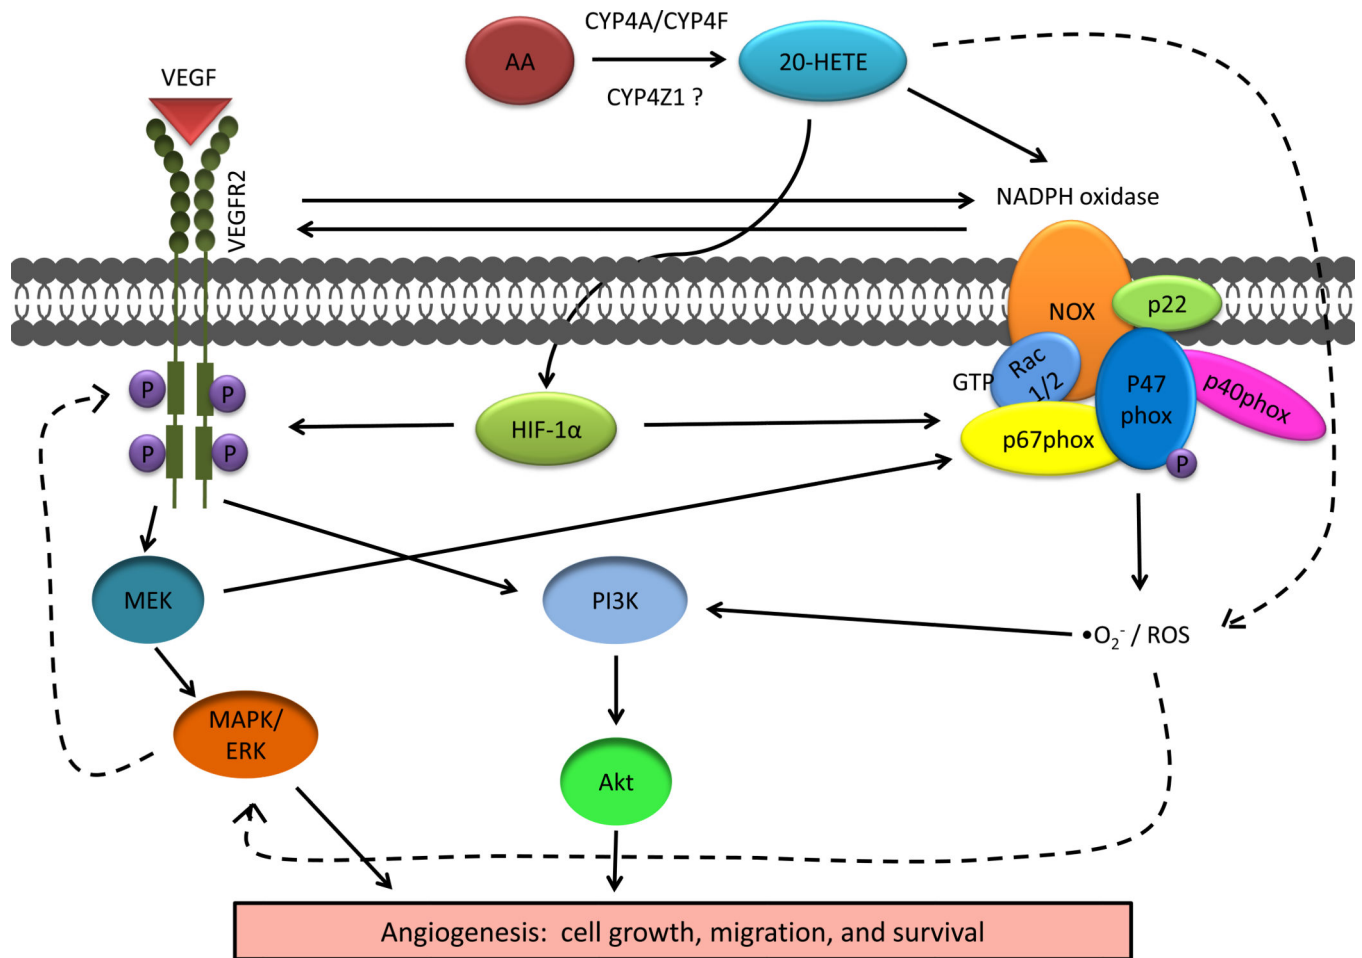 CYP4A/CYP4F
AA
20-HETE
CYP4Z1 ?
VEGF
VEGFR2
NADPH oxidase
NOX
p22
GTP
Rac
1/2
P47
phox
p40phox
p67phox
P
P
P
P
P
HIF-1α
MEK
PI3K
•O₂⁻ / ROS
MAPK/
ERK
Akt
Angiogenesis: cell growth, migration, and survival